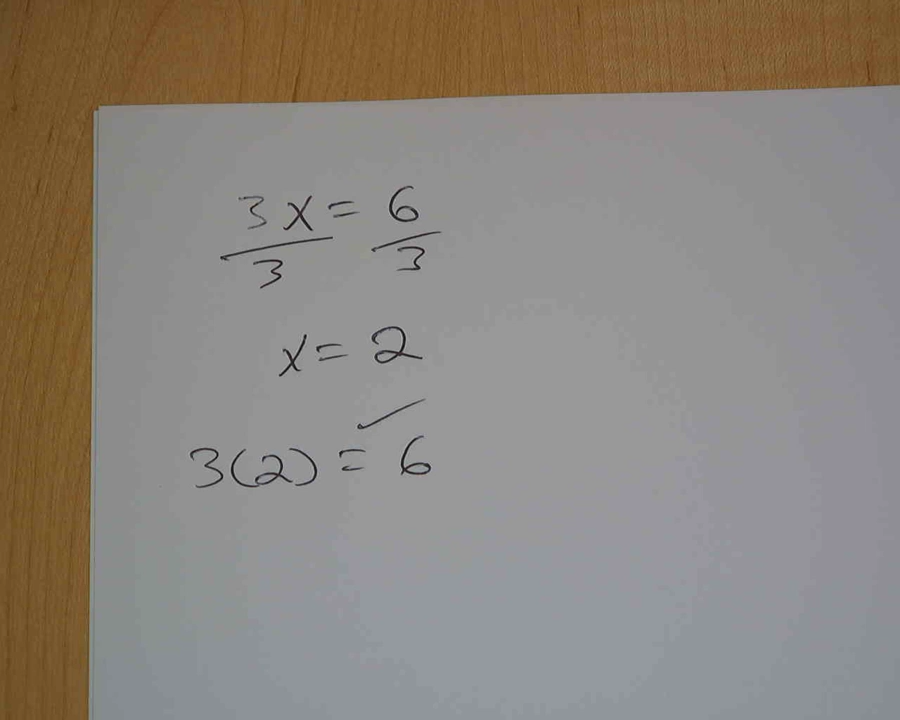 3x = 6
3 3
x = 2
✓
3(2) = 6